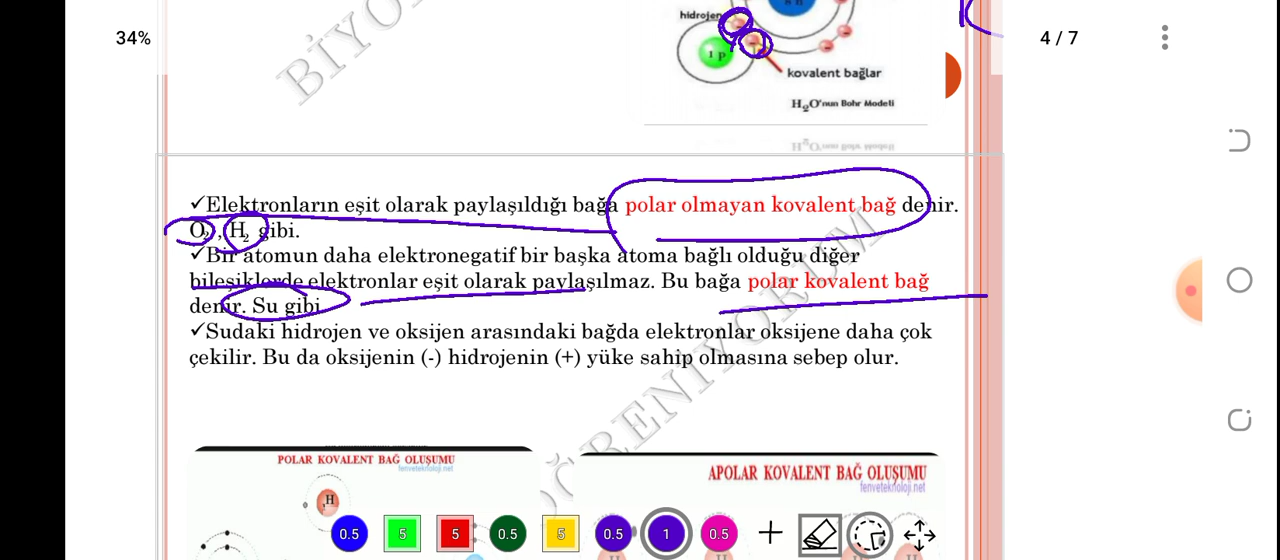 34%
4 / 7
hidrojen
8 n
1 p
kovalent bağlar
H₂O'nun Bohr Modeli
✓Elektronların eşit olarak paylaşıldığı bağa polar olmayan kovalent bağ denir.
O₂ , H₂ gibi.
✓Bir atomun daha elektronegatif bir başka atoma bağlı olduğu diğer
bileşiklerde elektronlar eşit olarak paylaşılmaz. Bu bağa polar kovalent bağ
denir. Su gibi
✓Sudaki hidrojen ve oksijen arasındaki bağda elektronlar oksijene daha çok
çekilir. Bu da oksijenin (-) hidrojenin (+) yüke sahip olmasına sebep olur.
POLAR KOVALENT BAĞ OLUŞUMU
fenveteknoloji.net
H
APOLAR KOVALENT BAĞ OLUŞUMU
fenveteknoloji.net
0.5 5 5 0.5 5 0.5 1 0.5